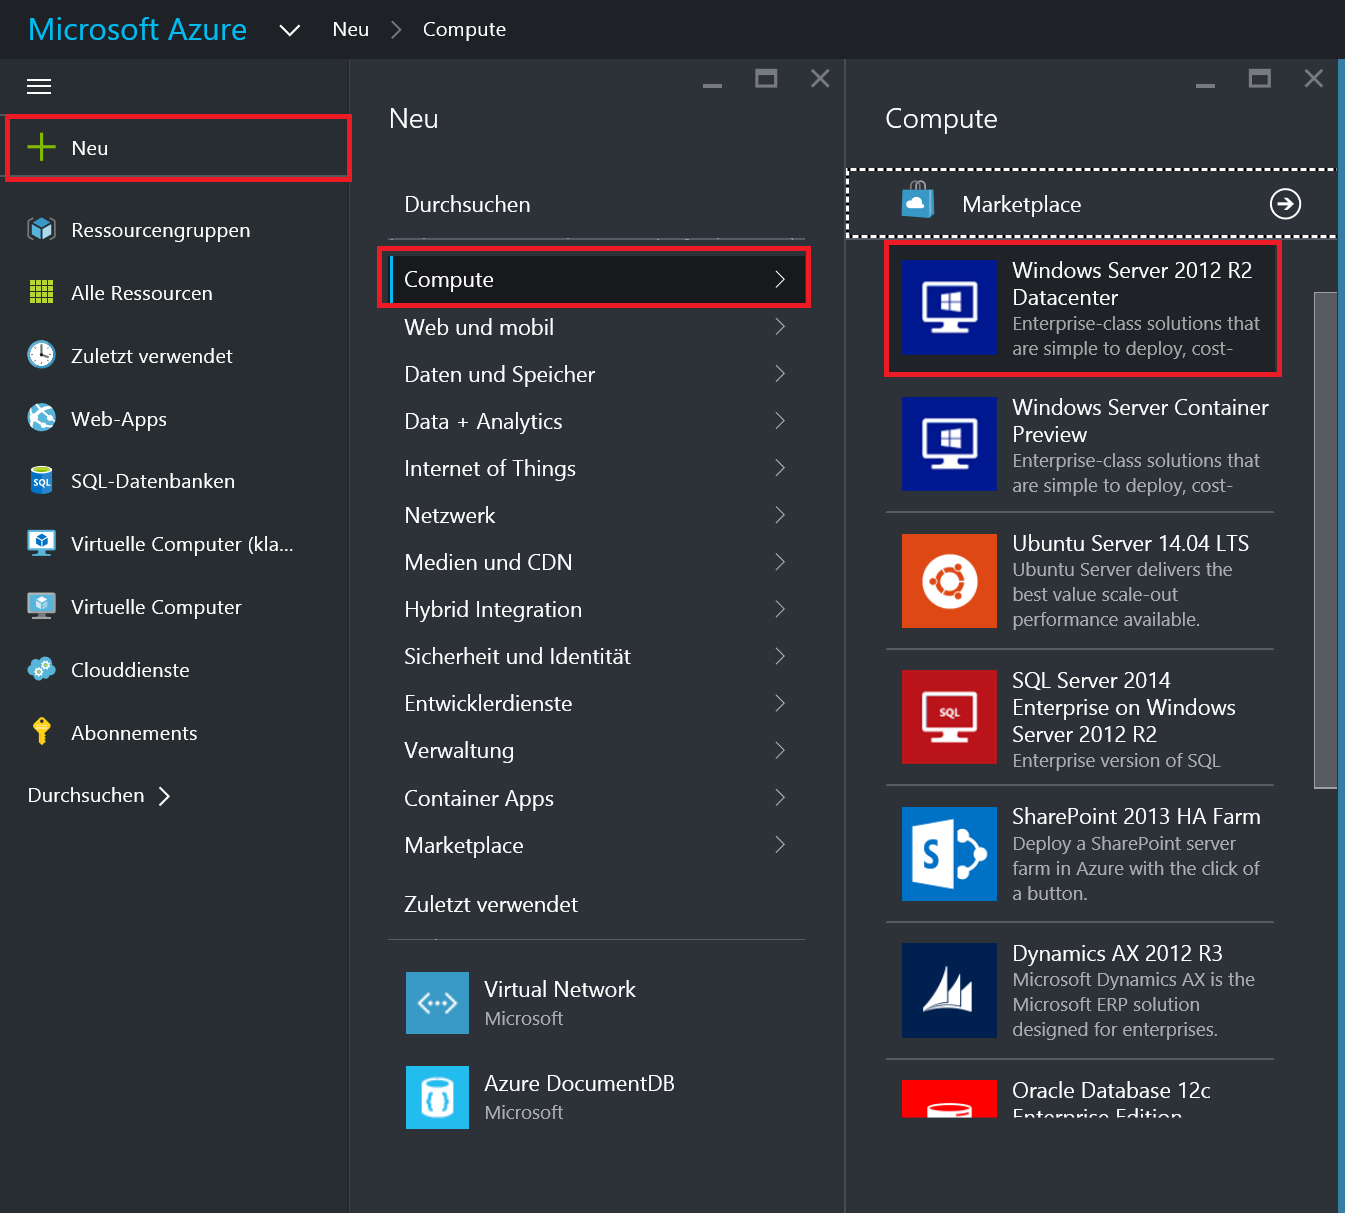 Microsoft Azure
Neu
Compute
Neu
Ressourcengruppen
Alle Ressourcen
Zuletzt verwendet
Web-Apps
SQL-Datenbanken
SQL
Virtuelle Computer (kla...
Virtuelle Computer
Clouddienste
Abonnements
Durchsuchen
Neu
Durchsuchen
Compute
Web und mobil
Daten und Speicher
Data + Analytics
Internet of Things
Netzwerk
Medien und CDN
Hybrid Integration
Sicherheit und Identität
Entwicklerdienste
Verwaltung
Container Apps
Marketplace
Zuletzt verwendet
Virtual Network
Microsoft
Azure DocumentDB
Microsoft
Compute
Marketplace
Windows Server 2012 R2
Datacenter
Enterprise-class solutions that
are simple to deploy, cost-
Windows Server Container
Preview
Enterprise-class solutions that
are simple to deploy, cost-
Ubuntu Server 14.04 LTS
Ubuntu Server delivers the
best value scale-out
performance available.
SQL
SQL Server 2014
Enterprise on Windows
Server 2012 R2
Enterprise version of SQL
S
SharePoint 2013 HA Farm
Deploy a SharePoint server
farm in Azure with the click of
a button.
Dynamics AX 2012 R3
Microsoft Dynamics AX is the
Microsoft ERP solution
designed for enterprises.
Oracle Database 12c
Enterprise Edition